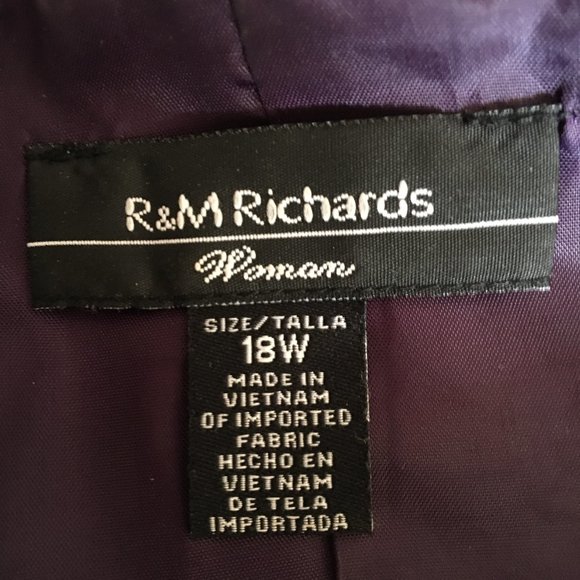 R&M Richards
Woman
SIZE/TALLA
18W
MADE IN
VIETNAM
OF IMPORTED
FABRIC
HECHO EN
VIETNAM
DE TELA
IMPORTADA